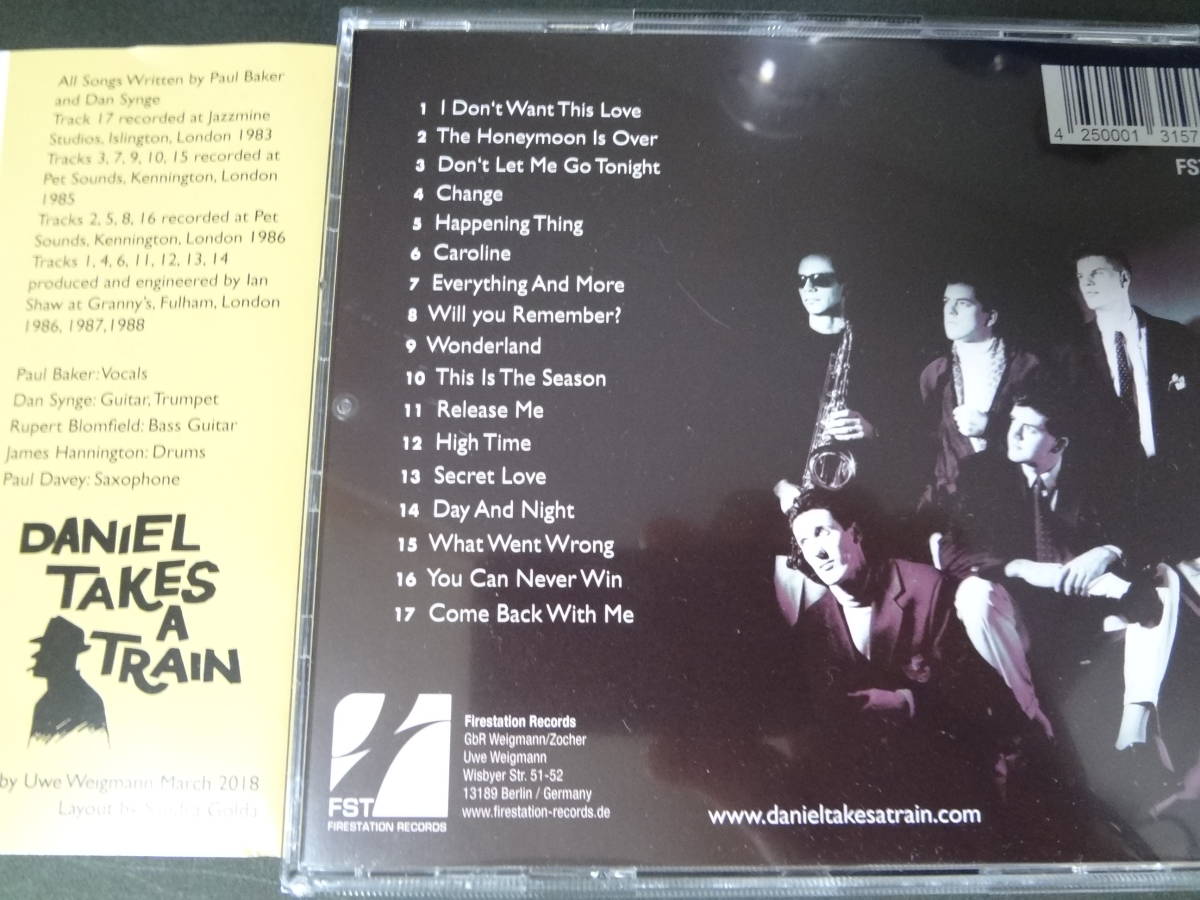 All Songs Written by Paul Baker
and Dan Synge
Track 17 recorded at Jazzmine
Studios, Islington, London 1983
Tracks 3, 7, 9, 10, 15 recorded at
Pet Sounds, Kennington, London
1985
Tracks 2, 5, 8, 16 recorded at Pet
Sounds, Kennington, London 1986
Tracks 1, 4, 6, 11, 12, 13, 14
produced and engineered by Ian
Shaw at Granny's, Fulham, London
1986, 1987,1988
Paul Baker: Vocals
Dan Synge: Guitar, Trumpet
Rupert Blomfield: Bass Guitar
James Hannington: Drums
Paul Davey: Saxophone
DANIEL
TAKES
A
TRAIN
by Uwe Weigmann March 2018
Layout by Sandra Golda
1 I Don't Want This Love
2 The Honeymoon Is Over
3 Don't Let Me Go Tonight
4 Change
5 Happening Thing
6 Caroline
7 Everything And More
8 Will you Remember?
9 Wonderland
10 This Is The Season
11 Release Me
12 High Time
13 Secret Love
14 Day And Night
15 What Went Wrong
16 You Can Never Win
17 Come Back With Me
4 250001 3157
FS
FST
FIRESTATION RECORDS
Firestation Records
GbR Weigmann/Zocher
Uwe Weigmann
Wisbyer Str. 51-52
13189 Berlin / Germany
www.firestation-records.de
www.danieltakesatrain.com